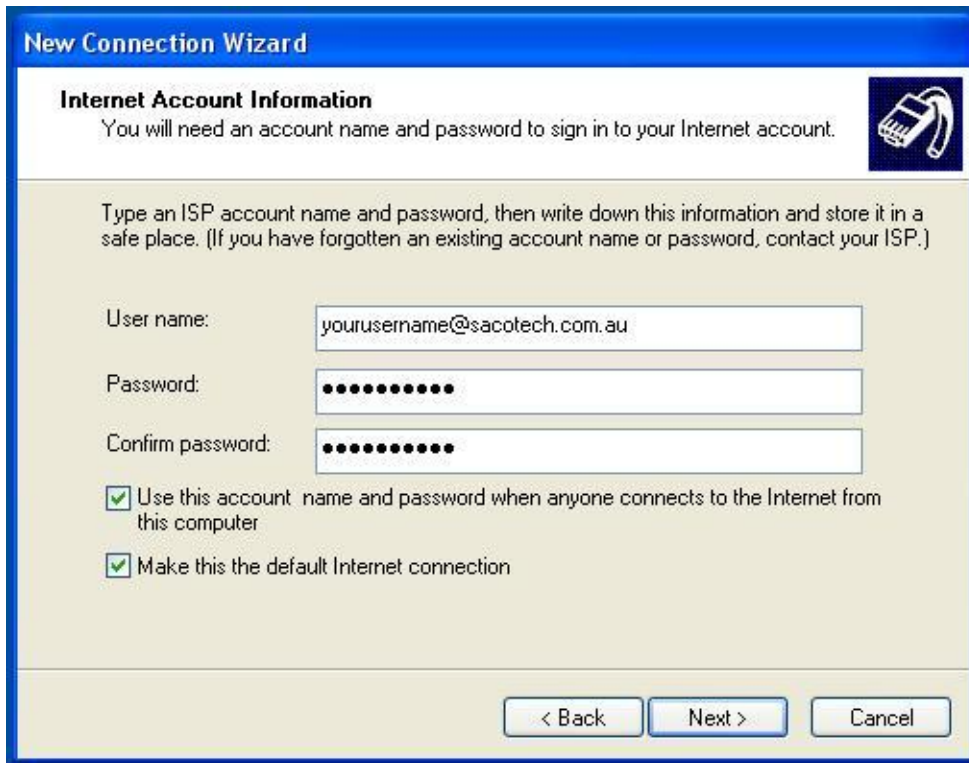 New Connection Wizard
Internet Account Information
You will need an account name and password to sign in to your Internet account.
Type an ISP account name and password, then write down this information and store it in a
safe place. (If you have forgotten an existing account name or password, contact your ISP.)
User name:
yourusername@sacotech.com.au
Password:
●●●●●●●●●●
Confirm password:
●●●●●●●●●●
Use this account name and password when anyone connects to the Internet from
this computer
Make this the default Internet connection
< Back
Next >
Cancel